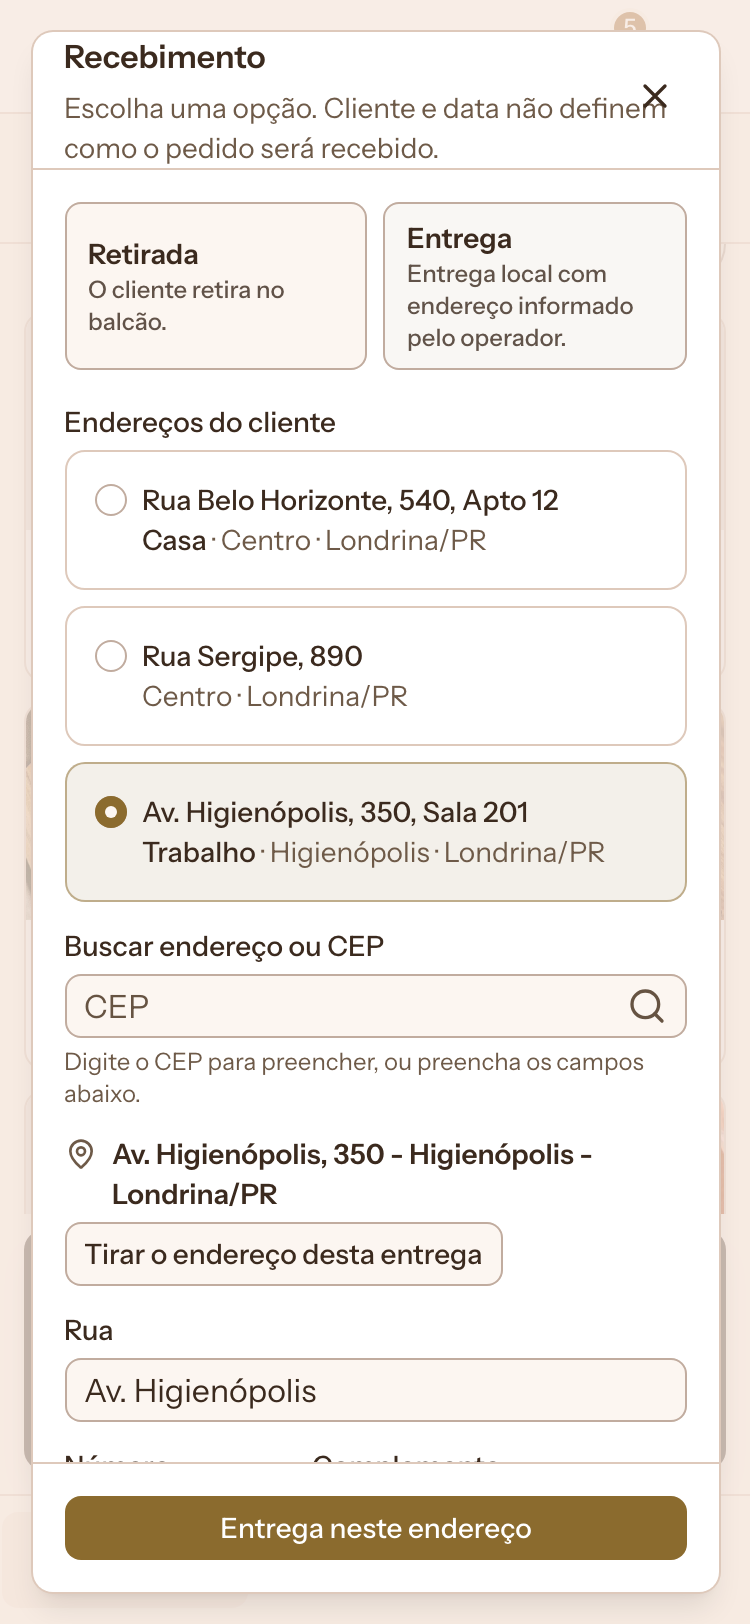 5
Recebimento
Escolha uma opção. Cliente e data não definem
como o pedido será recebido.
Retirada
O cliente retira no
balcão.
Entrega
Entrega local com
endereço informado
pelo operador.
Endereços do cliente
Rua Belo Horizonte, 540, Apto 12
Casa · Centro · Londrina/PR
Rua Sergipe, 890
Centro · Londrina/PR
Av. Higienópolis, 350, Sala 201
Trabalho · Higienópolis · Londrina/PR
Buscar endereço ou CEP
CEP
Digite o CEP para preencher, ou preencha os campos
abaixo.
Av. Higienópolis, 350 - Higienópolis -
Londrina/PR
Tirar o endereço desta entrega
Rua
Av. Higienópolis
Número Complemento
Entrega neste endereço